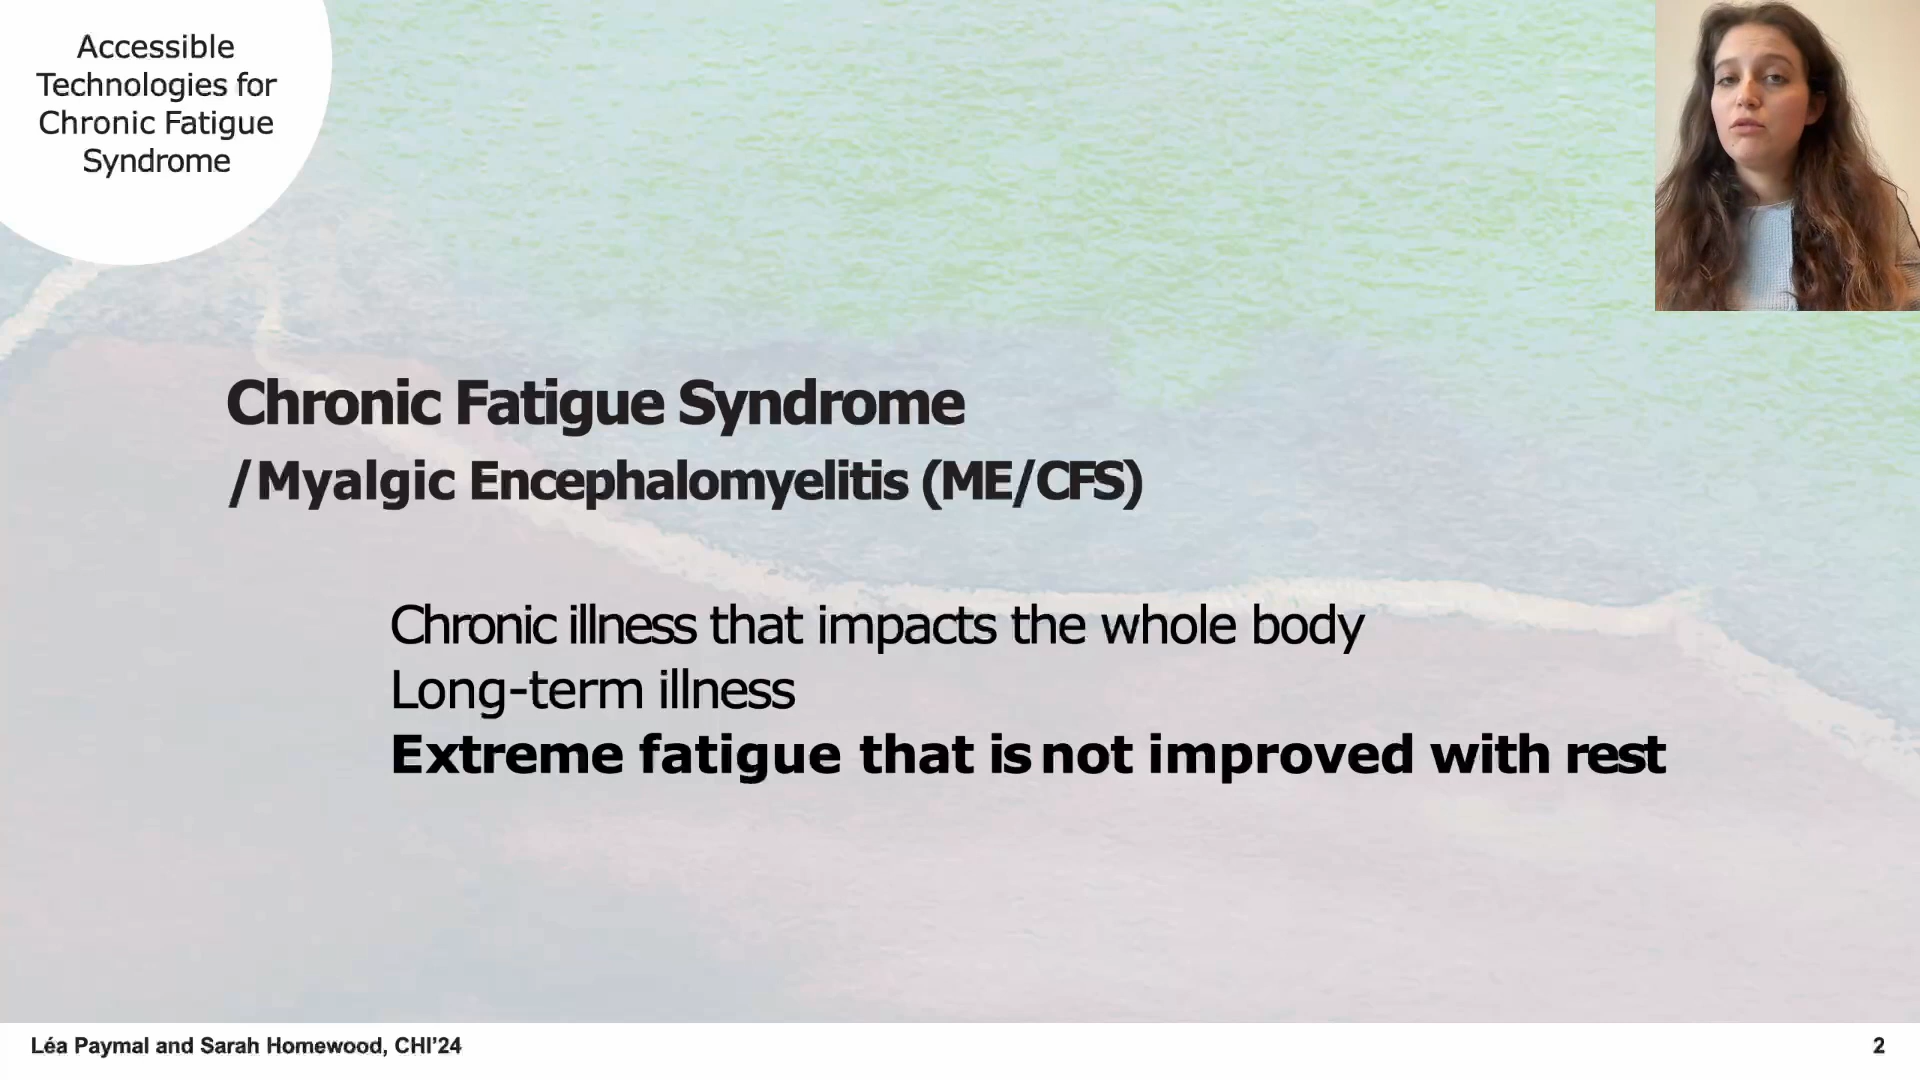 Accessible
Technologies for
Chronic Fatigue
Syndrome
Chronic Fatigue Syndrome
/Myalgic Encephalomyelitis (ME/CFS)
Chronic illness that impacts the whole body
Long-term illness
Extreme fatigue that is not improved with rest
Léa Paymal and Sarah Homewood, CHI'24
2